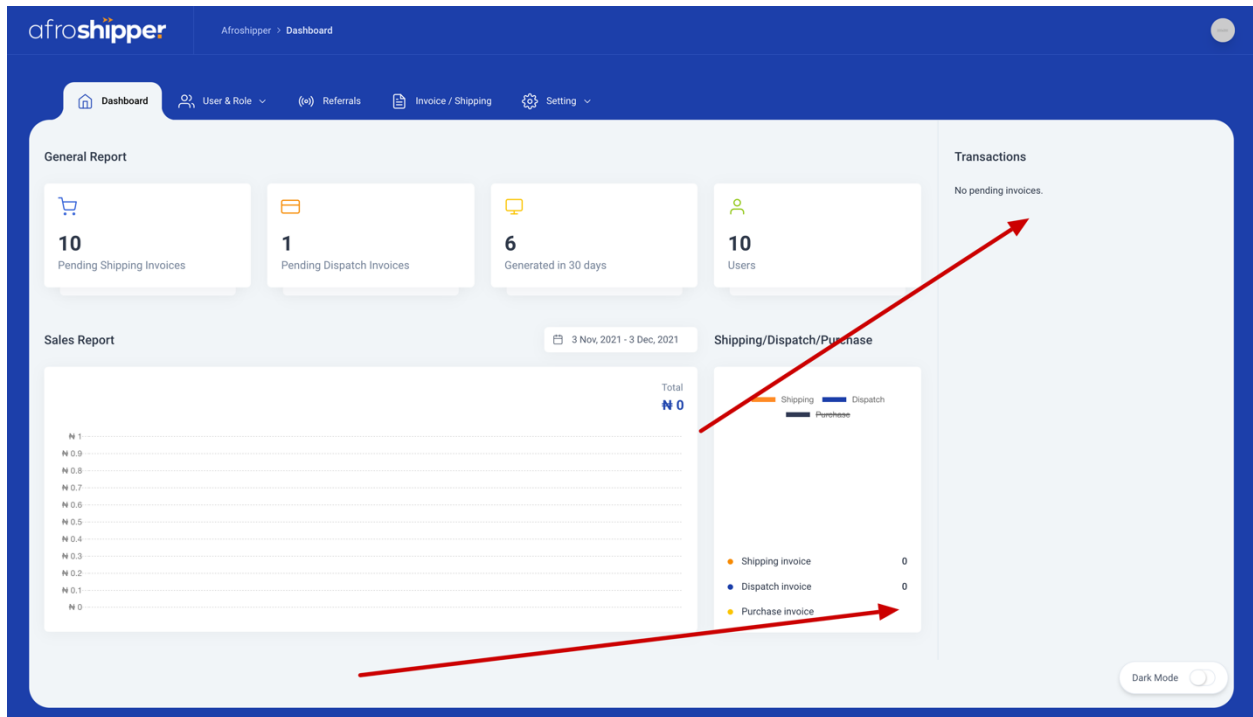 afroshipper
Afroshipper > Dashboard
Dashboard
User & Role
Referrals
Invoice / Shipping
Setting
General Report
10
Pending Shipping Invoices
1
Pending Dispatch Invoices
6
Generated in 30 days
10
Users
Transactions
No pending invoices.
Sales Report
3 Nov, 2021 - 3 Dec, 2021
Total
₦ 0
₦ 1
₦ 0.9
₦ 0.8
₦ 0.7
₦ 0.6
₦ 0.5
₦ 0.4
₦ 0.3
₦ 0.2
₦ 0.1
₦ 0
Shipping/Dispatch/Purchase
Shipping Dispatch
Purchase
Shipping invoice 0
Dispatch invoice 0
Purchase invoice
Dark Mode